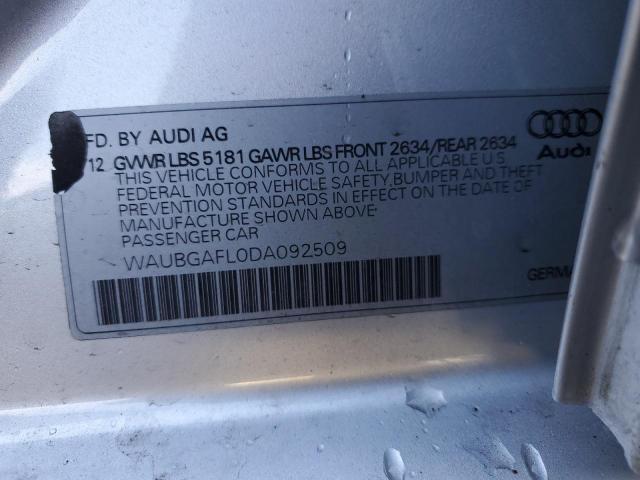 FD. BY AUDI AG
12 GVWR LBS 5181 GAWR LBS FRONT 2634/REAR 2634
THIS VEHICLE CONFORMS TO ALL APPLICABLE U.S.
FEDERAL MOTOR VEHICLE SAFETY, BUMPER AND THEFT
PREVENTION STANDARDS IN EFFECT ON THE DATE OF
MANUFACTURE SHOWN ABOVE
PASSENGER CAR
WAUBGAFL0DA092509
Audi
GERMA